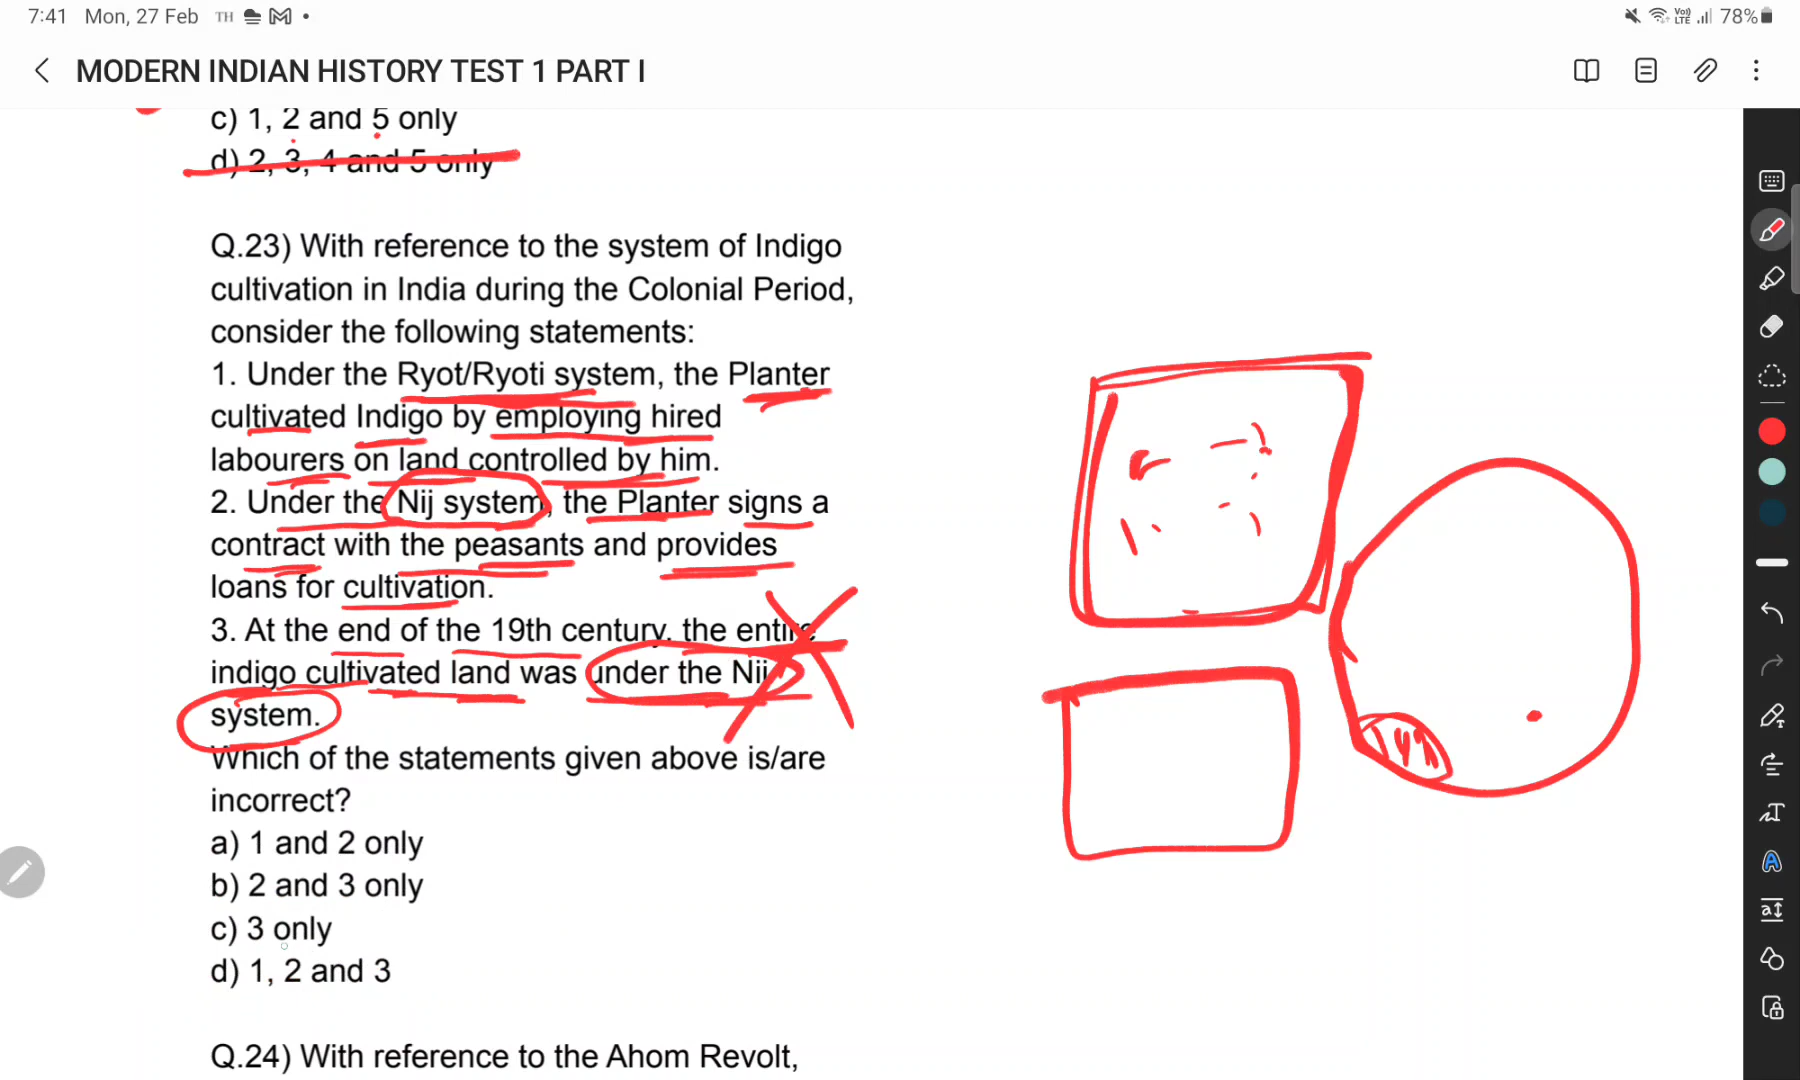 7:41 Mon, 27 Feb TH
Vo)) LTE 78%
MODERN INDIAN HISTORY TEST 1 PART I
c) 1, 2 and 5 only
d) 2, 3, 4 and 5 only
Q.23) With reference to the system of Indigo
cultivation in India during the Colonial Period,
consider the following statements:
1. Under the Ryot/Ryoti system, the Planter
cultivated Indigo by employing hired
labourers on land controlled by him.
2. Under the Nij system, the Planter signs a
contract with the peasants and provides
loans for cultivation.
3. At the end of the 19th century, the entire
indigo cultivated land was under the Nij
system.
Which of the statements given above is/are
incorrect?
a) 1 and 2 only
b) 2 and 3 only
c) 3 only
d) 1, 2 and 3
Q.24) With reference to the Ahom Revolt,